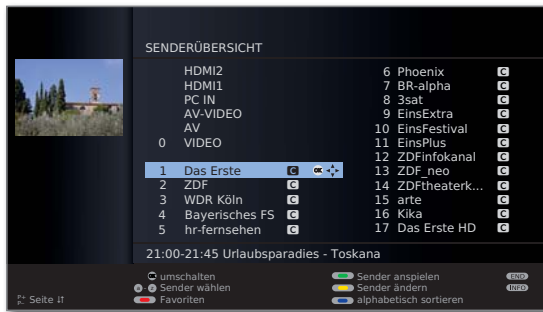 SENDERÜBERSICHT
HDMI2
HDMI1
PC IN
AV-VIDEO
AV
0 VIDEO
1 Das Erste C OK
2 ZDF C
3 WDR Köln C
4 Bayerisches FS C
5 hr-fernsehen C
6 Phoenix C
7 BR-alpha C
8 3sat C
9 EinsExtra C
10 EinsFestival C
11 EinsPlus C
12 ZDFinfokanal C
13 ZDF_neo C
14 ZDFtheaterk... C
15 arte C
16 Kika C
17 Das Erste HD C
21:00-21:45 Urlaubsparadies - Toskana
OK umschalten
Sender wählen
Favoriten
Sender anspielen
Sender ändern
alphabetisch sortieren
END
INFO
P+
P- Seite